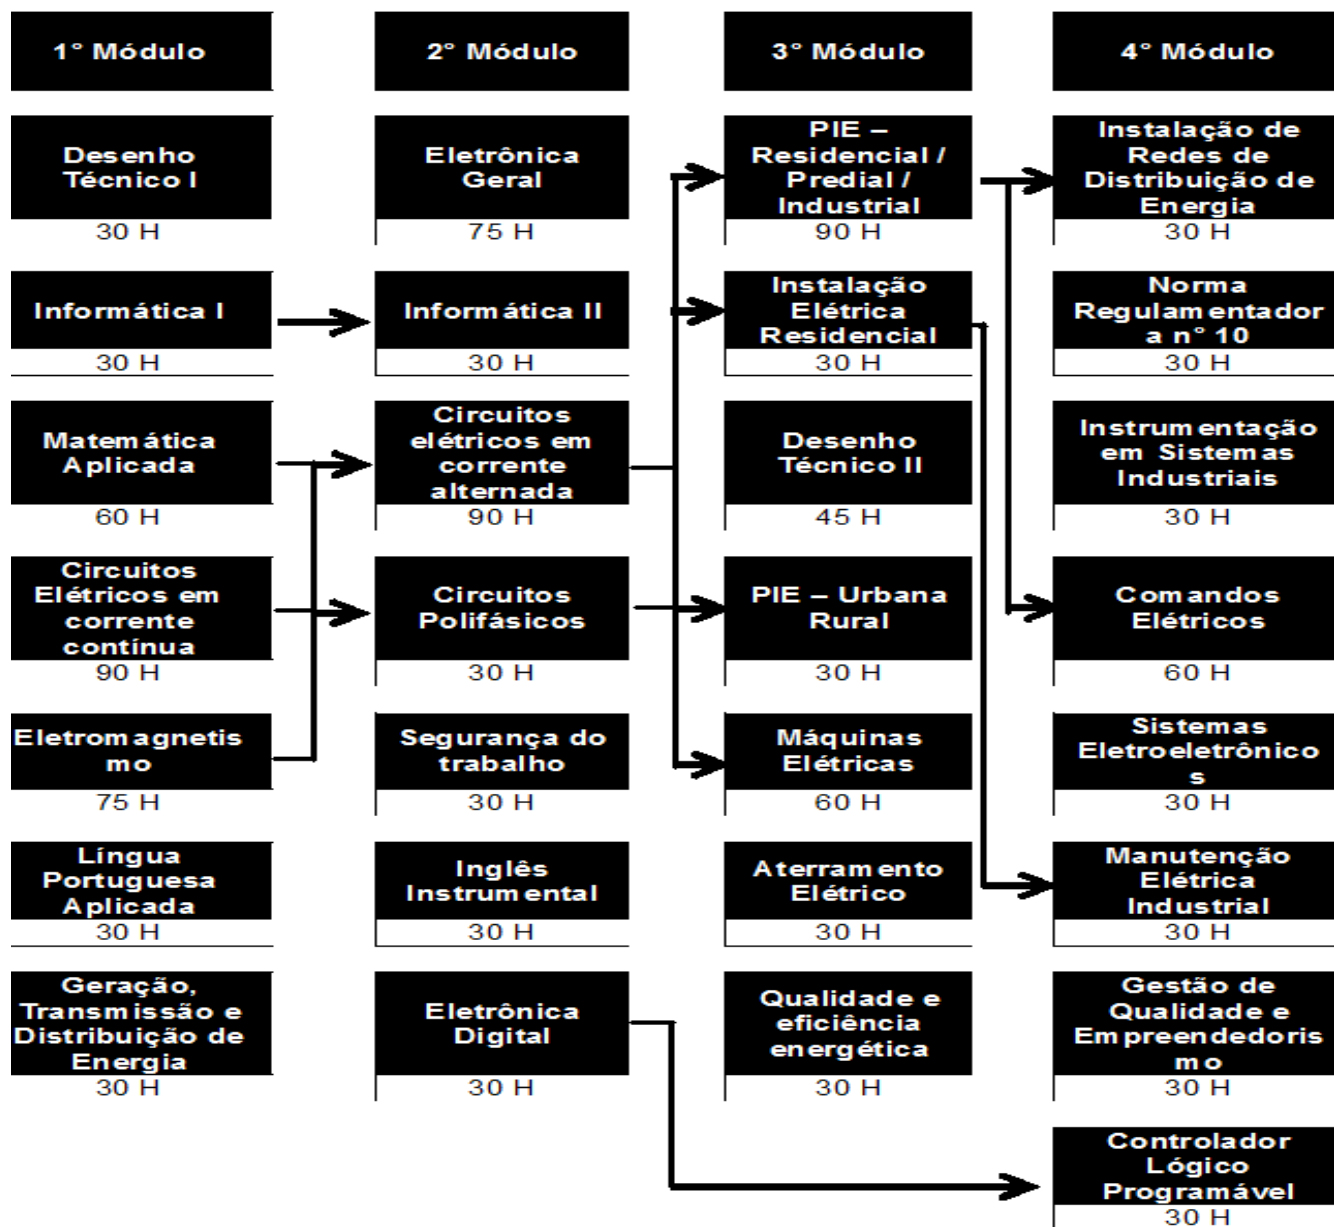 1° Módulo
2° Módulo
3° Módulo
4° Módulo
Desenho
Técnico I
30 H
Eletrônica
Geral
75 H
PIE –
Residencial /
Predial /
Industrial
90 H
Instalação de
Redes de
Distribuição de
Energia
30 H
Informática I
30 H
Informática II
30 H
Instalação
Elétrica
Residencial
30 H
Norma
Regulamentador
a n° 10
30 H
Matemática
Aplicada
60 H
Circuitos
elétricos em
corrente
alternada
90 H
Desenho
Técnico II
45 H
Instrumentação
em Sistemas
Industriais
30 H
Circuitos
Elétricos em
corrente
contínua
90 H
Circuitos
Polifásicos
30 H
PIE – Urbana
Rural
30 H
Comandos
Elétricos
60 H
Eletromagnetis
mo
75 H
Segurança do
trabalho
30 H
Máquinas
Elétricas
60 H
Sistemas
Eletroeletrônico
s
30 H
Língua
Portuguesa
Aplicada
30 H
Inglês
Instrumental
30 H
Aterramento
Elétrico
30 H
Manutenção
Elétrica
Industrial
30 H
Geração,
Transmissão e
Distribuição de
Energia
30 H
Eletrônica
Digital
30 H
Qualidade e
eficiência
energética
30 H
Gestão de
Qualidade e
Empreendedoris
mo
30 H
Controlador
Lógico
Programável
30 H